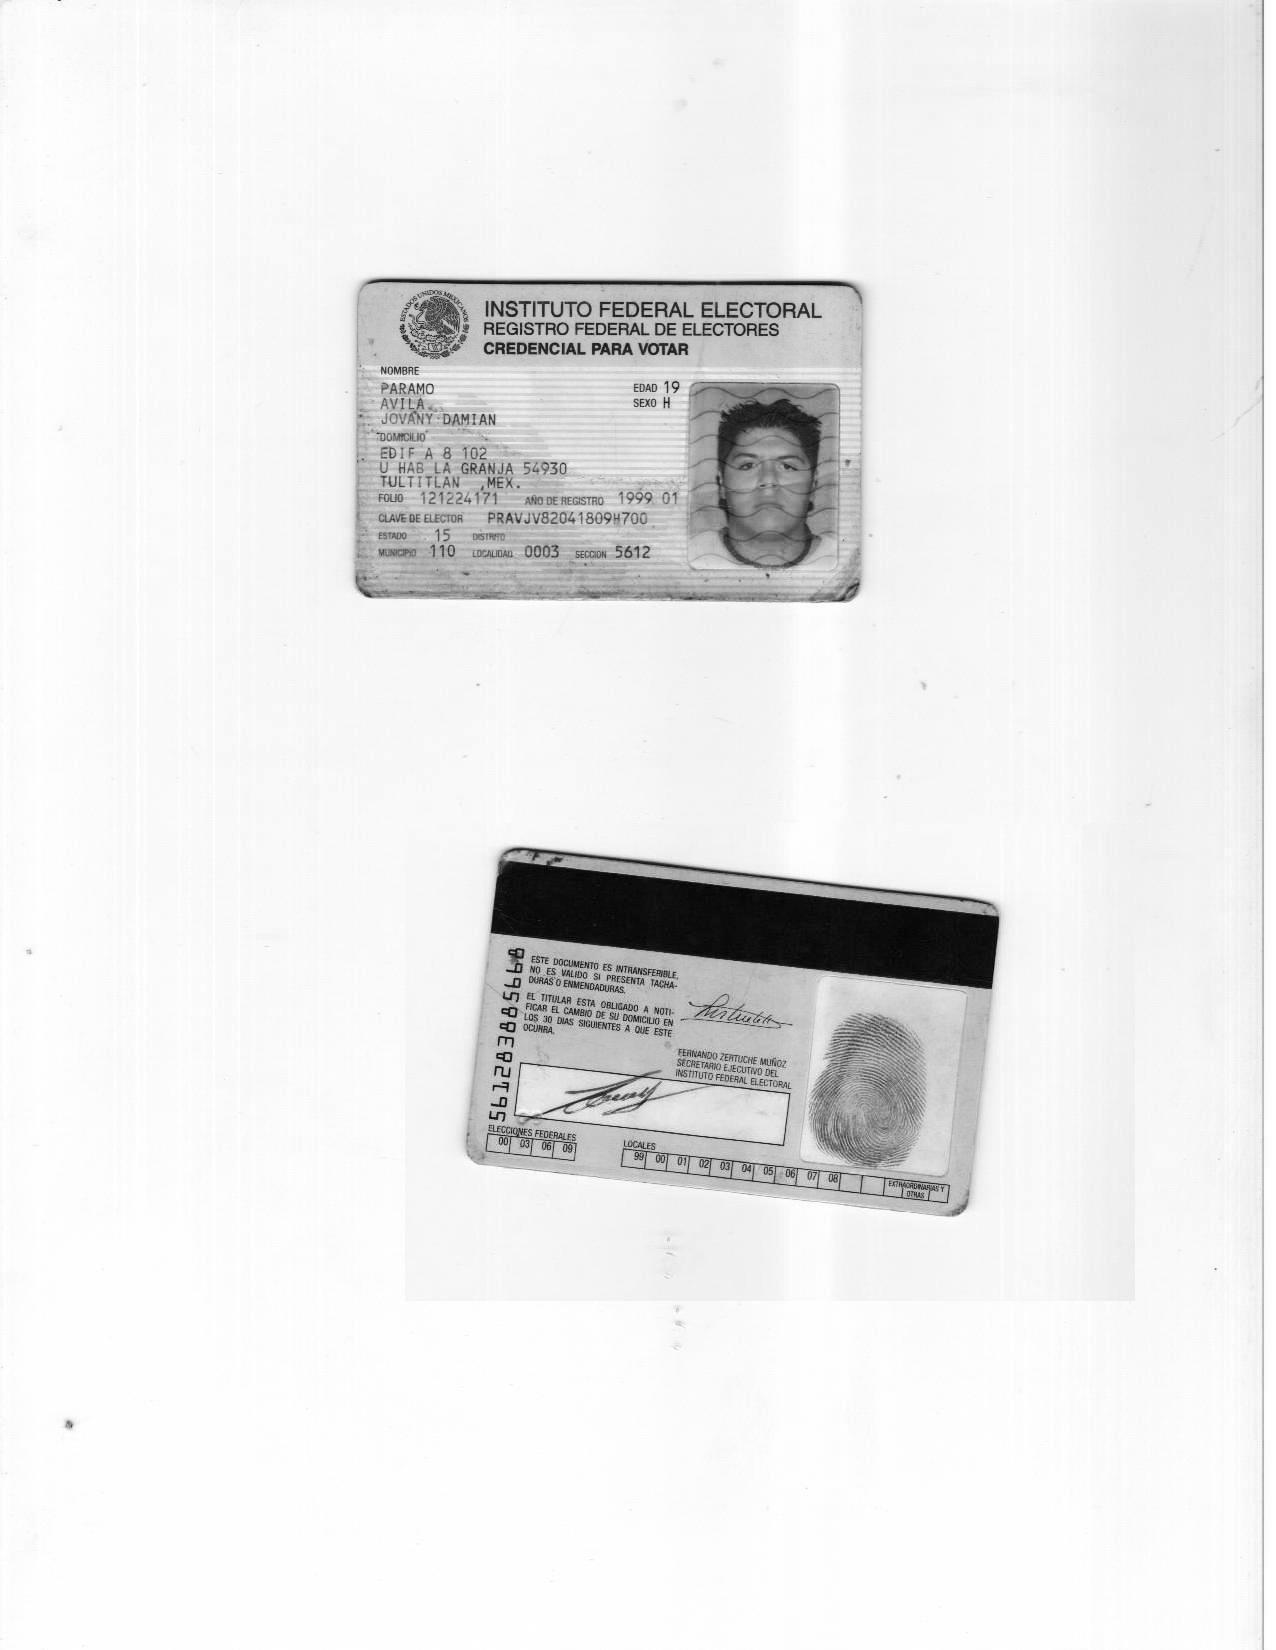 ESTADOS UNIDOS MEXICANOS
INSTITUTO FEDERAL ELECTORAL
REGISTRO FEDERAL DE ELECTORES
CREDENCIAL PARA VOTAR
NOMBRE
PARAMO EDAD 19
AVILA SEXO H
JOVANY DAMIAN
DOMICILIO
EDIF A 8 102
U HAB LA GRANJA 54930
TULTITLAN ,MEX.
FOLIO 121224171 AÑO DE REGISTRO 1999 01
CLAVE DE ELECTOR PRAVJV82041809H700
ESTADO 15 DISTRITO
MUNICIPIO 110 LOCALIDAD 0003 SECCION 5612
ESTE DOCUMENTO ES INTRANSFERIBLE,
NO ES VALIDO SI PRESENTA TACHA-
DURAS O ENMENDADURAS.
EL TITULAR ESTA OBLIGADO A NOTI-
FICAR EL CAMBIO DE SU DOMICILIO EN
LOS 30 DIAS SIGUIENTES A QUE ESTE
OCURRA.
FERNANDO ZERTUCHE MUÑOZ
SECRETARIO EJECUTIVO DEL
INSTITUTO FEDERAL ELECTORAL
ELECCIONES FEDERALES
00 03 06 09
LOCALES
99 00 01 02 03 04 05 06 07 08
EXTRAORDINARIAS Y
OTRAS